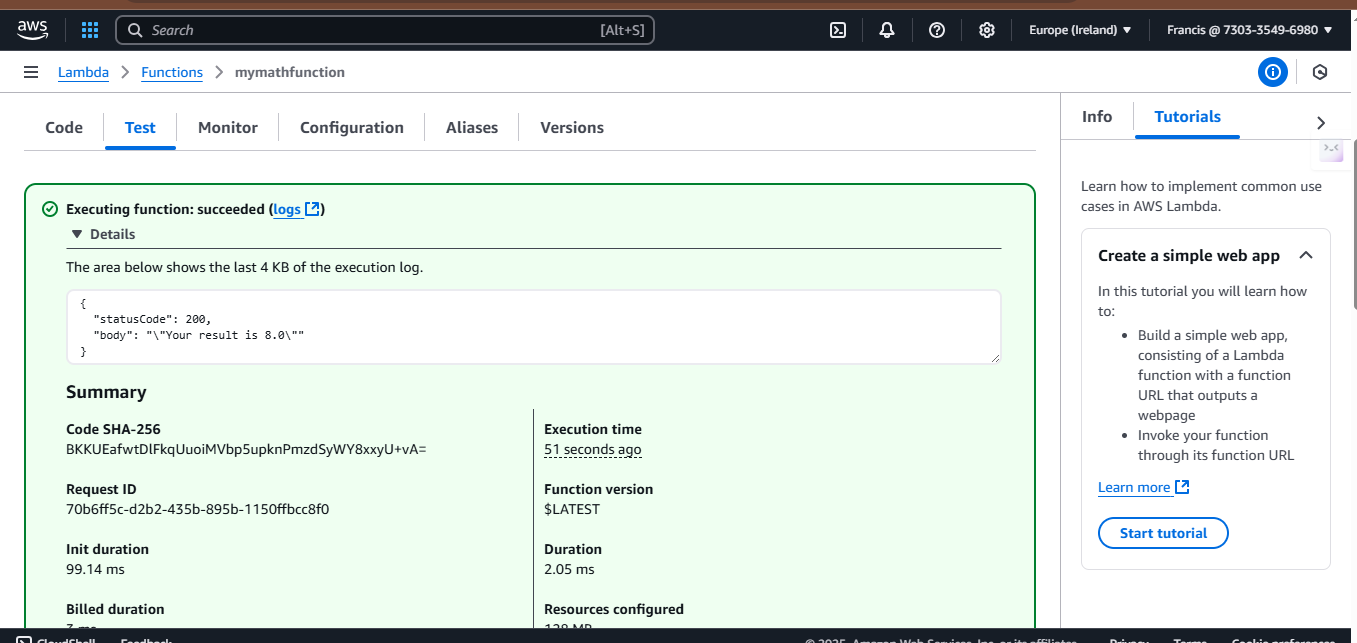 aws
Search
[Alt+S]
Europe (Ireland)
Francis @ 7303-3549-6980
Lambda
Functions
mymathfunction
Code
Test
Monitor
Configuration
Aliases
Versions
Executing function: succeeded (logs)
Details
The area below shows the last 4 KB of the execution log.
{
"statusCode": 200,
"body": "\"Your result is 8.0\""
}
Summary
Code SHA-256
BKKUEafwtDlFkqUuoiMVbp5upknPmzdSyWY8xxyU+vA=
Execution time
51 seconds ago
Request ID
70b6ff5c-d2b2-435b-895b-1150ffbcc8f0
Function version
$LATEST
Init duration
99.14 ms
Duration
2.05 ms
Billed duration
3 ms
Resources configured
128 MB
Info
Tutorials
Learn how to implement common use
cases in AWS Lambda.
Create a simple web app
In this tutorial you will learn how
to:
• Build a simple web app,
consisting of a Lambda
function with a function
URL that outputs a
webpage
• Invoke your function
through its function URL
Learn more
Start tutorial
CloudShell
Feedback
© 2025, Amazon Web Services, Inc. or its affiliates.
Privacy
Terms
Cookie preferences